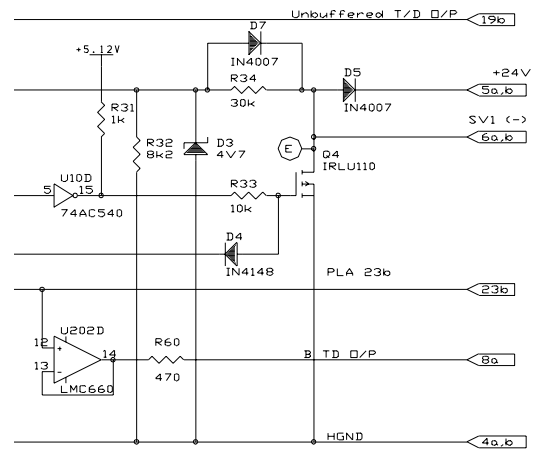 Unbuffered T/D O/P
19b
D7
+5.12V
IN4007
+24V
R34
D5
5a,b
30k
IN4007
R31
1k
SV1 (-)
6a,b
R32
8k2
D3
4V7
E
Q4
IRLU110
U10D
5
15
R33
74AC540
10k
D4
IN4148
PLA 23b
23b
U202D
12
+
R60
14
B TD O/P
8a
13
-
470
LMC660
HGND
4a,b